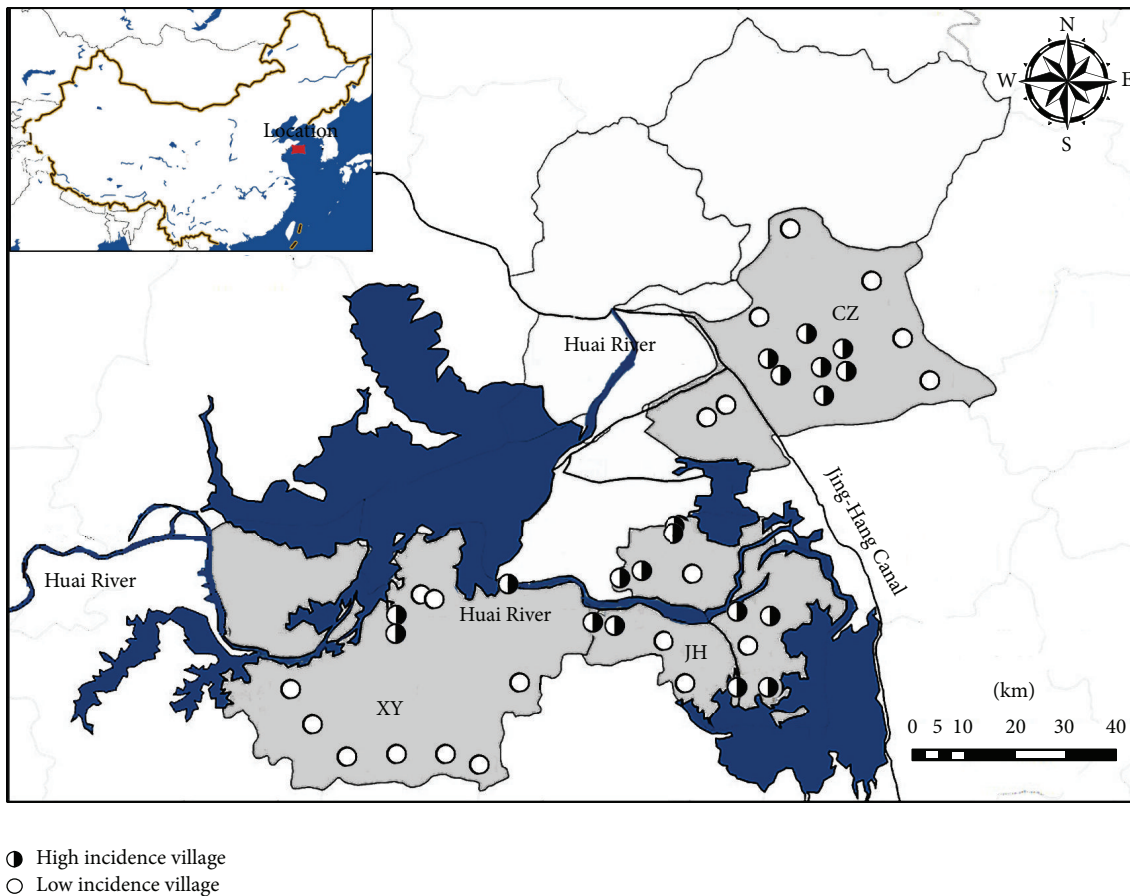 N
W
E
S
Location
CZ
Huai River
Jing-Hang Canal
Huai River
Huai River
JH
XY
(km)
0 5 10 20 30 40
High incidence village
Low incidence village